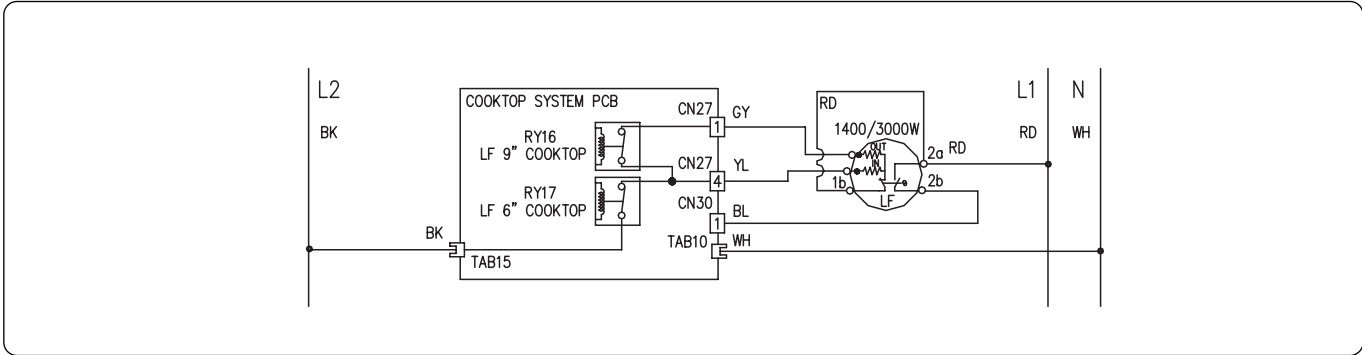 L2
BK
COOKTOP SYSTEM PCB
RY16
LF 9" COOKTOP
RY17
LF 6" COOKTOP
BK
TAB15
CN27
1
GY
CN27
4
YL
CN30
1
BL
TAB10
WH
RD
1400/3000W
OUT
IN
2a
RD
1b
2b
LF
L1
RD
N
WH